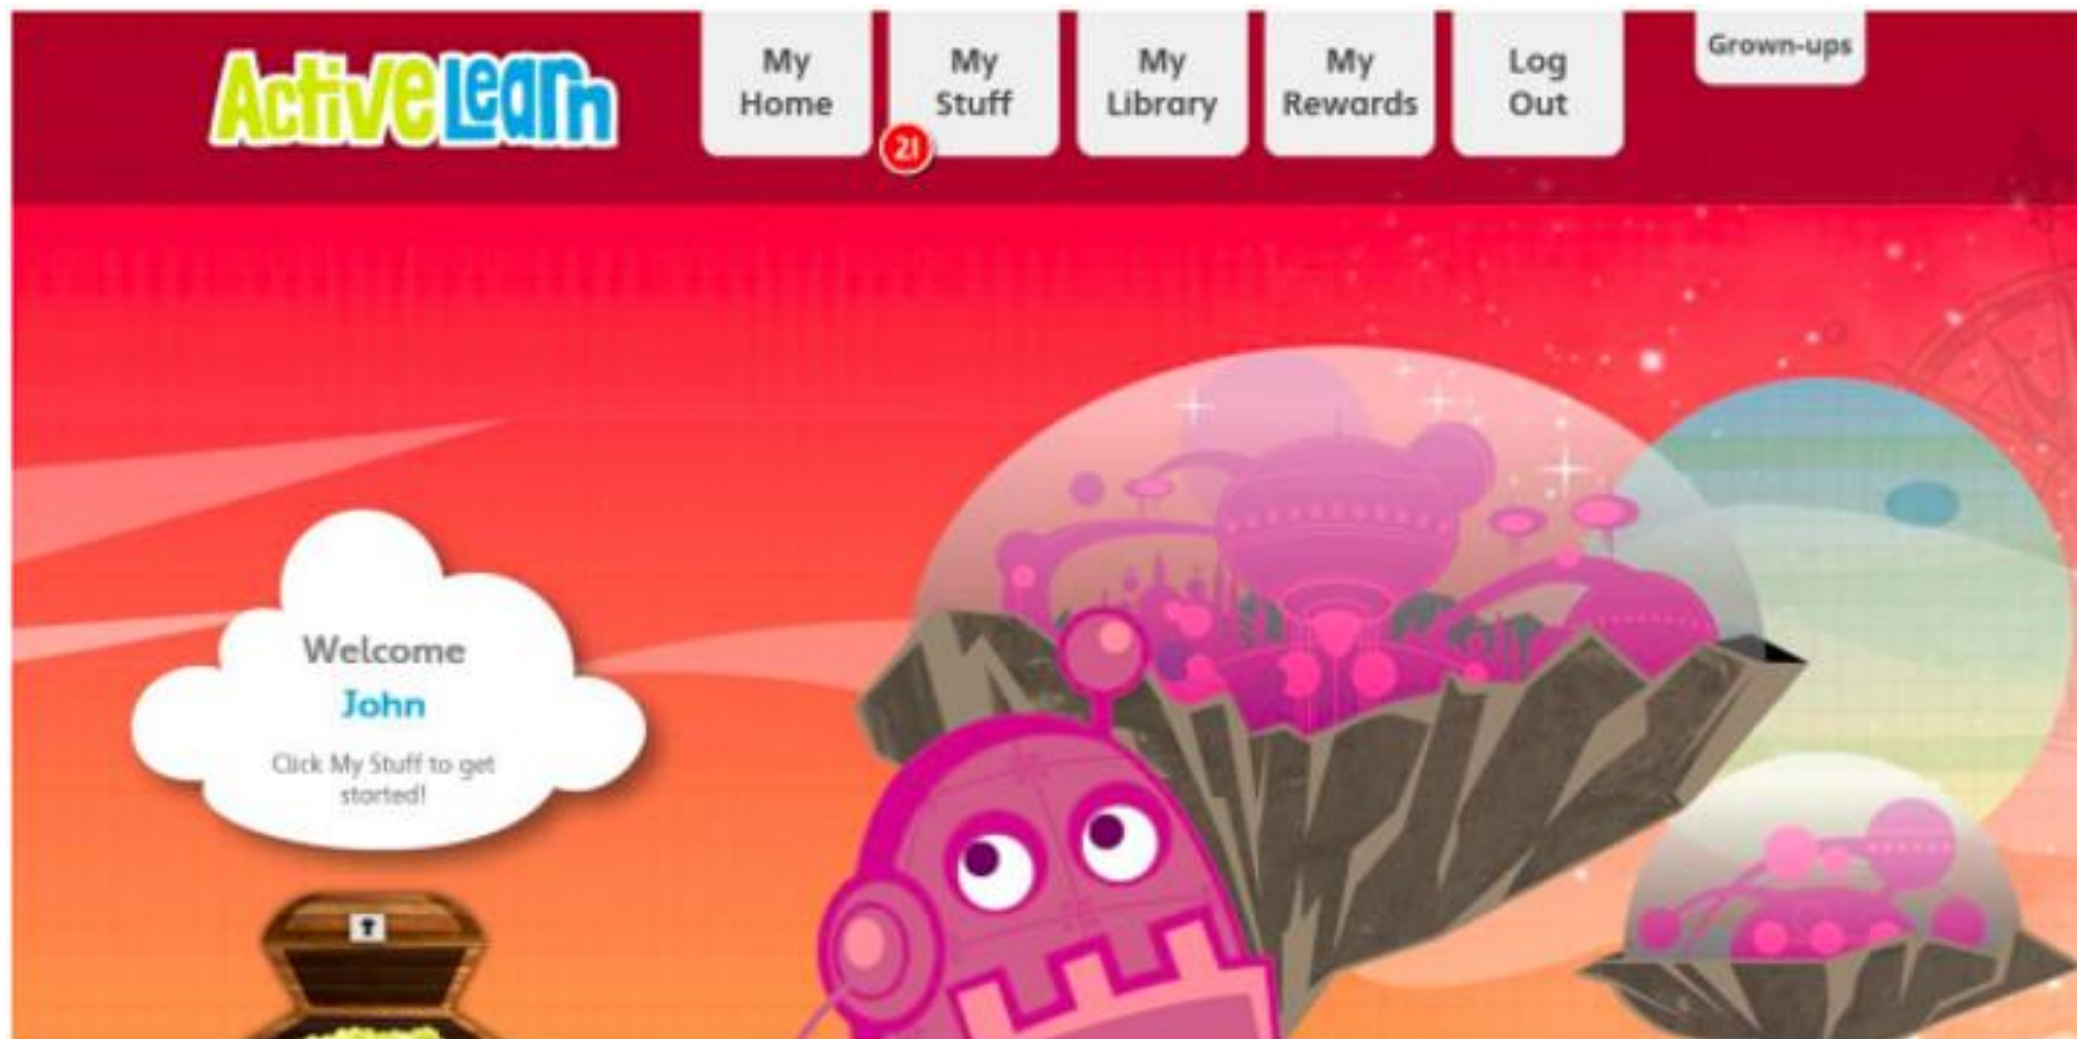 ActiveLearn
My
Home
My
Stuff
21
My
Library
My
Rewards
Log
Out
Grown-ups
Welcome
John
Click My Stuff to get
started!